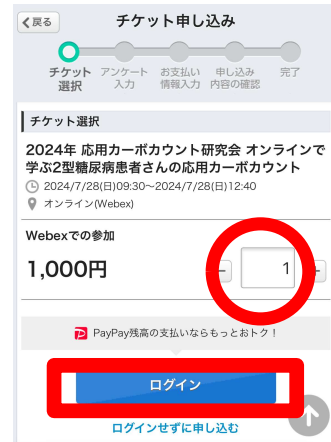 戻る
チケット申し込み
チケット
選択
アンケート
入力
お支払い
情報入力
申し込み
内容の確認
完了
チケット選択
2024年 応用カーボカウント研究会 オンラインで
学ぶ2型糖尿病患者さんの応用カーボカウント
2024/7/28(日)09:30~2024/7/28(日)12:40
オンライン(Webex)
Webexでの参加
1,000円
1
PayPay残高の支払いならもっとおトク！
ログイン
ログインせずに申し込む